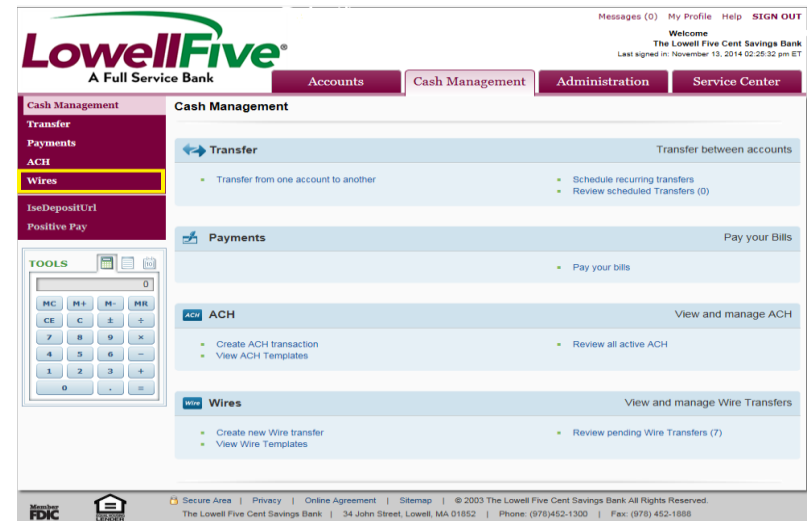 Messages (0) My Profile Help SIGN OUT
Welcome
The Lowell Five Cent Savings Bank
Last signed in: November 13, 2014 02:25:32 pm ET
LowellFive®
A Full Service Bank
Accounts Cash Management Administration Service Center
Cash Management
Transfer
Payments
ACH
Wires
IseDepositUrl
Positive Pay
TOOLS
0
MC M+ M- MR
CE C ± ÷
7 8 9 ×
4 5 6 −
1 2 3 +
0 . =
Cash Management
Transfer Transfer between accounts
Transfer from one account to another
Schedule recurring transfers
Review scheduled Transfers (0)
Payments Pay your Bills
Pay your bills
ACH ACH View and manage ACH
Create ACH transaction
View ACH Templates
Review all active ACH
Wire Wires View and manage Wire Transfers
Create new Wire transfer
View Wire Templates
Review pending Wire Transfers (7)
Member
FDIC
LENDER
Secure Area | Privacy | Online Agreement | Sitemap | © 2003 The Lowell Five Cent Savings Bank All Rights Reserved.
The Lowell Five Cent Savings Bank | 34 John Street, Lowell, MA 01852 | Phone: (978)452-1300 | Fax: (978) 452-1888